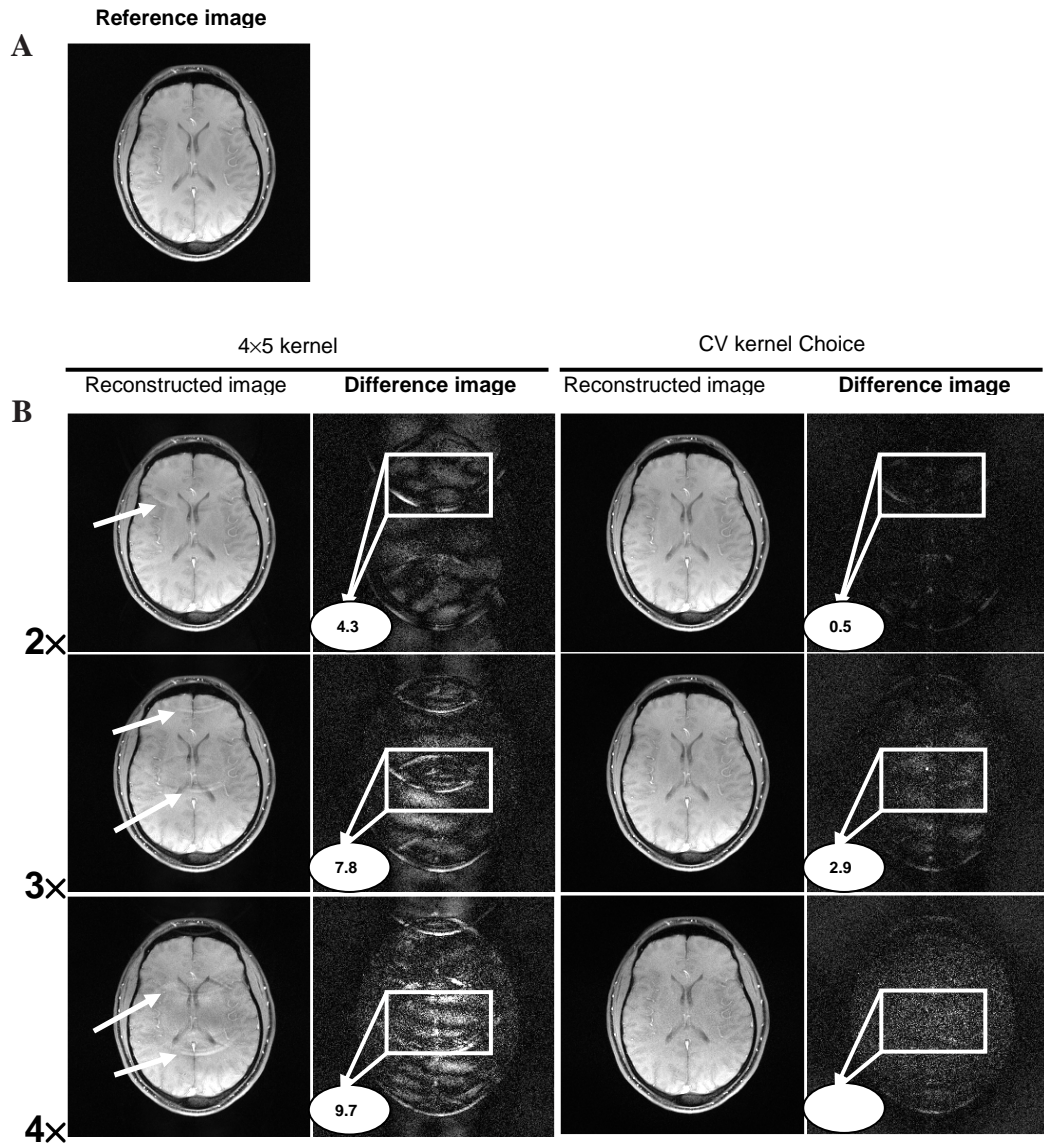 Reference image
A
4×5 kernel
CV kernel Choice
Reconstructed image
Difference image
Reconstructed image
Difference image
B
4.3
0.5
2×
7.8
2.9
3×
9.7
4×